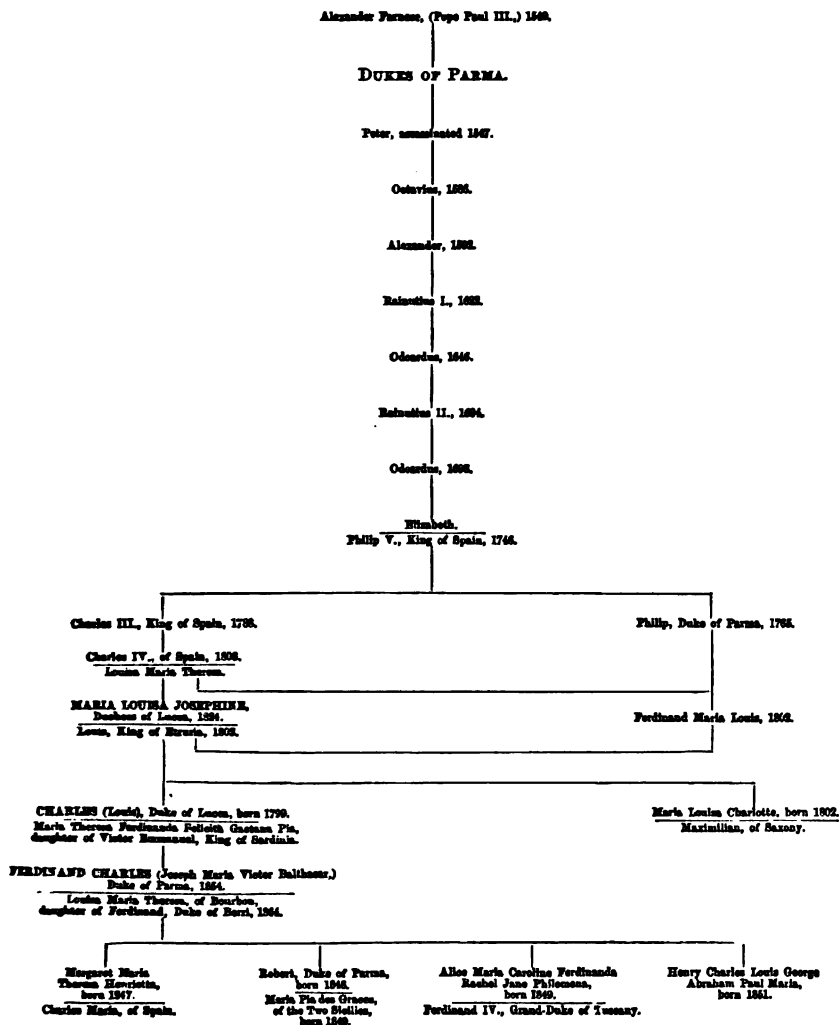 Alexander Farnese, (Pope Paul III.,) 1549.
DUKES OF PARMA.
Peter, assassinated 1547.
Octavius, 1586.
Alexander, 1592.
Rainutius I., 1622.
Odoardus, 1646.
Rainutius II., 1694.
Odoardus, 1693.
Elizabeth.
Philip V., King of Spain, 1746.
Charles III., King of Spain, 1788.
Philip, Duke of Parma, 1765.
Charles IV., of Spain, 1808.
Louisa Maria Theresa.
MARIA LOUISA JOSEPHINE,
Duchess of Lucca, 1824.
Louis, King of Etruria, 1803.
Ferdinand Maria Louis, 1802.
CHARLES (Louis), Duke of Lucca, born 1799.
Maria Theresa Ferdinanda Felicith Gaetana Pia,
daughter of Victor Emmanuel, King of Sardinia.
Maria Louisa Charlotte, born 1802.
Maximilian, of Saxony.
FERDINAND CHARLES (Joseph Maria Victor Balthasar,)
Duke of Parma, 1854.
Louisa Maria Theresa, of Bourbon,
daughter of Ferdinand, Duke of Berri, 1864.
Margaret Maria
Theresa Henrietta,
born 1847.
Charles Maria, of Spain.
Robert, Duke of Parma,
born 1848.
Maria Pia des Graces,
of the Two Sicilies,
born 1849.
Alice Maria Caroline Ferdinanda
Rachel Jane Philomena,
born 1849.
Ferdinand IV., Grand-Duke of Tuscany.
Henry Charles Louis George
Abraham Paul Maria,
born 1851.